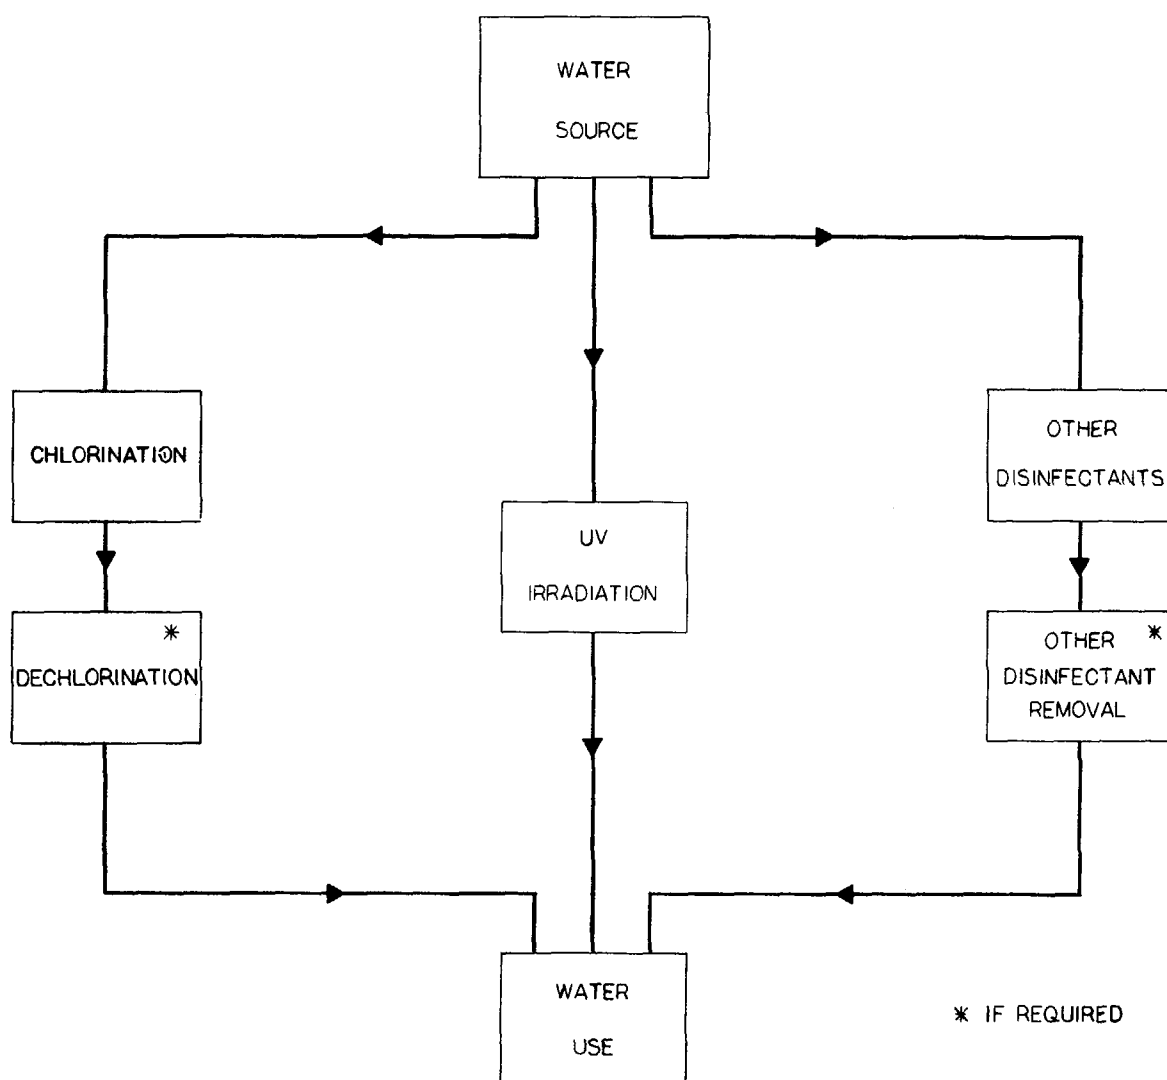 WATER
SOURCE
CHLORINATION
OTHER
DISINFECTANTS
UV
IRRADIATION
*
DECHLORINATION
OTHER *
DISINFECTANT
REMOVAL
WATER
USE
* IF REQUIRED